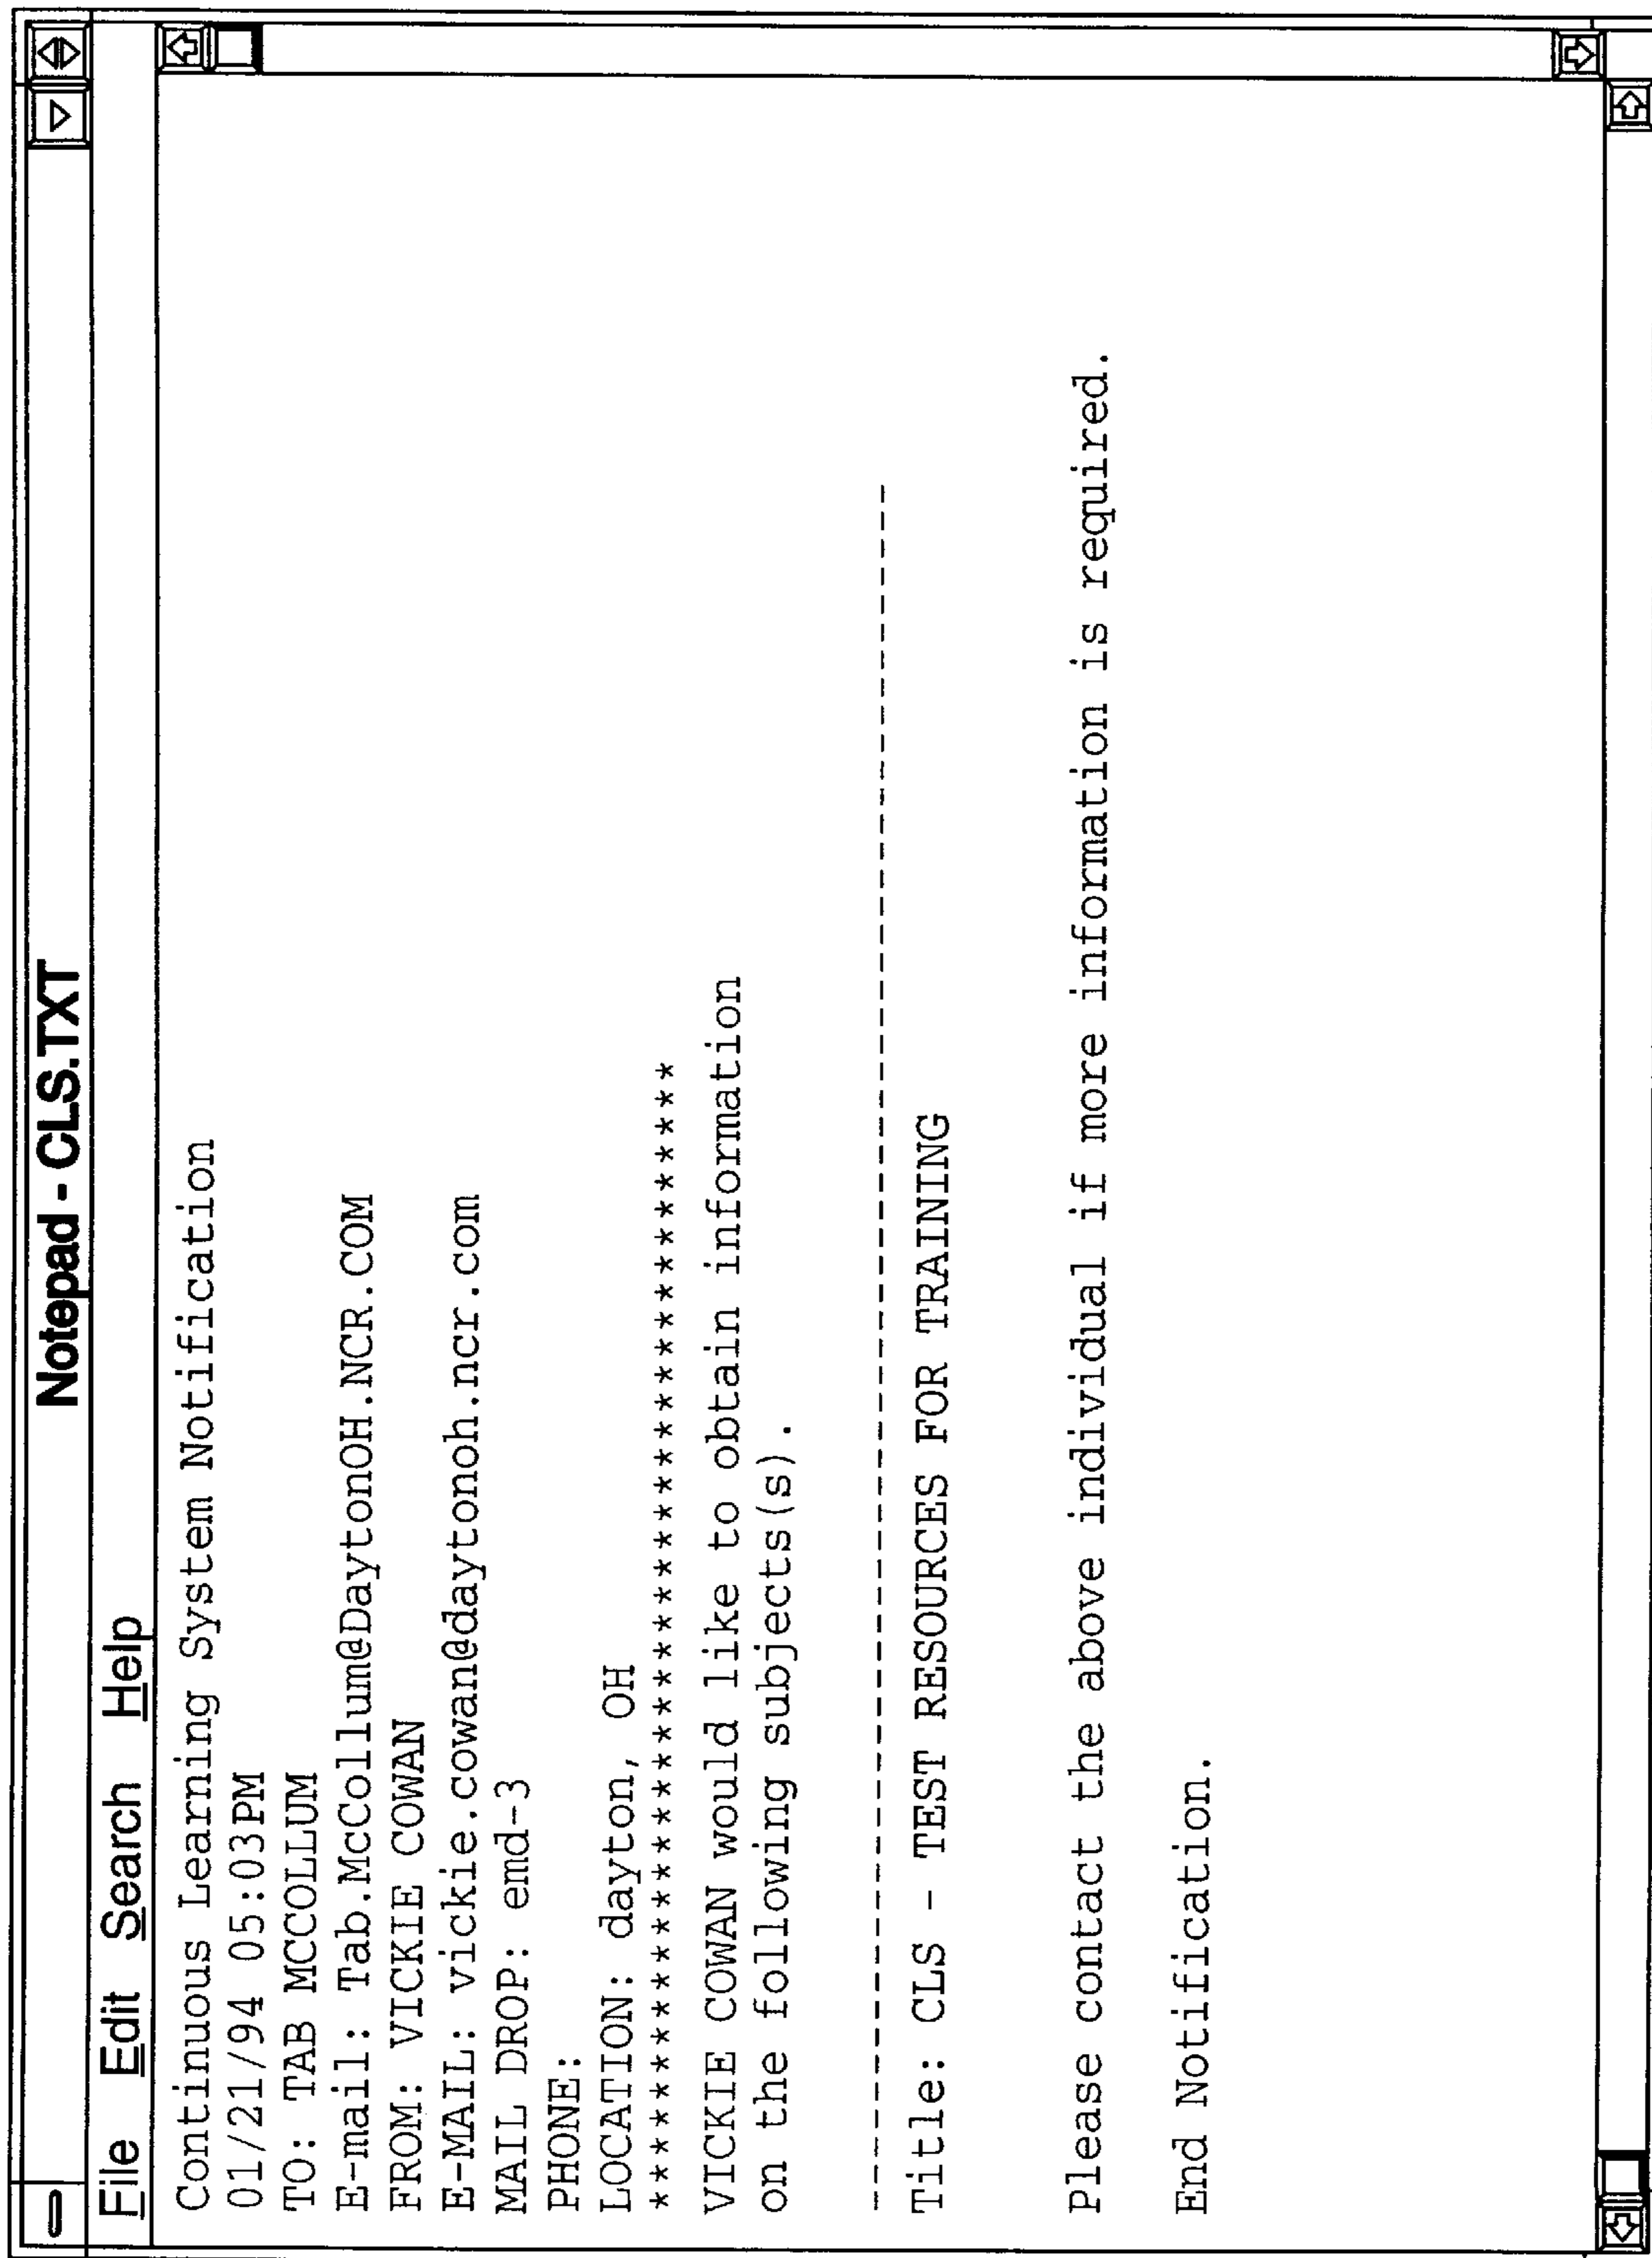 Notepad - CLS.TXT
File Edit Search Help
Continuous Learning System Notification
01/21/94 05:03PM
TO: TAB MCCOLLUM
E-mail: Tab.McCollum@DaytonOH.NCR.COM
FROM: VICKIE COWAN
E-MAIL: vickie.cowan@daytonoh.ncr.com
MAIL DROP: emd-3
PHONE:
LOCATION: dayton, OH
******************************************
VICKIE COWAN would like to obtain information
on the following subjects(s).
---------------------------------------------------------------
Title: CLS - TEST RESOURCES FOR TRAINING
Please contact the above individual if more information is required.
End Notification.